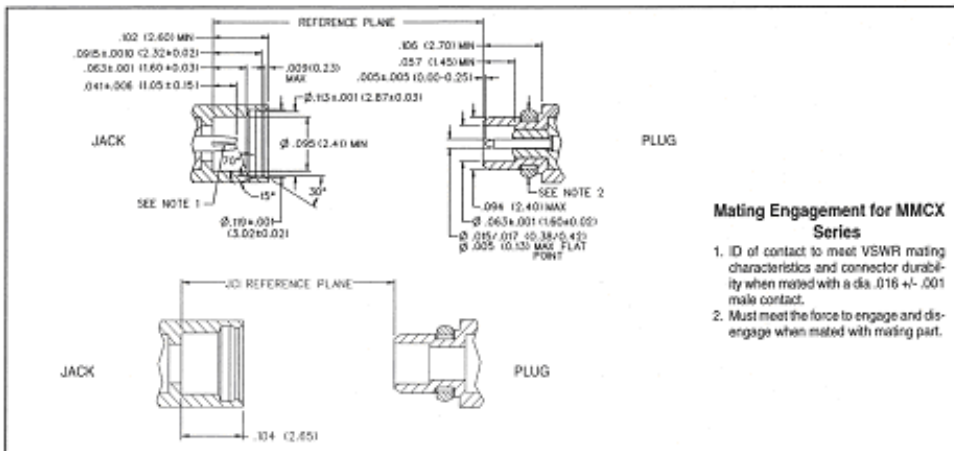 REFERENCE PLANE
.102 (2.60) MIN
.0915±.0010 (2.32±0.02)
.063±.001 (1.60±0.03)
.041±.006 (1.05±0.15)
.009(0.23)
MAX
Ø.113±.001 (2.87±0.03)
JACK
Ø .095(2.41) MIN
70°
15°
30°
SEE NOTE 1
Ø.119±.001
(3.02±0.02)
.106 (2.70) MIN
.057 (1.45) MIN
.005±.005 (0.00-0.25)
PLUG
SEE NOTE 2
.094 (2.40) MAX
Ø .063±.001 (1.60±0.02)
Ø .015/.017 (0.38/0.42)
Ø .005 (0.13) MAX FLAT
POINT
Mating Engagement for MMCX
Series
1. ID of contact to meet VSWR mating
characteristics and connector durabil-
ity when mated with a dia .016 +/- .001
male contact.
2. Must meet the force to engage and dis-
engage when mated with mating part.
REFERENCE PLANE
JACK
PLUG
.104 (2.65)